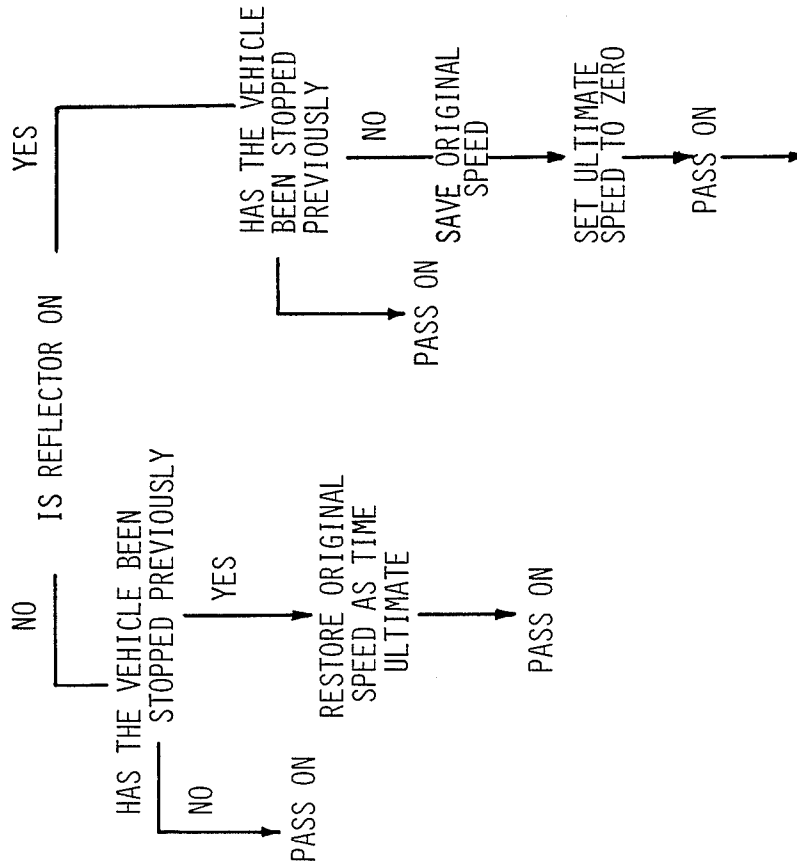 IS REFLECTOR ON
NO
YES
HAS THE VEHICLE BEEN
STOPPED PREVIOUSLY
NO
PASS ON
YES
RESTORE ORIGINAL
SPEED AS TIME
ULTIMATE
PASS ON
HAS THE VEHICLE
BEEN STOPPED
PREVIOUSLY
PASS ON
NO
SAVE ORIGINAL
SPEED
SET ULTIMATE
SPEED TO ZERO
PASS ON